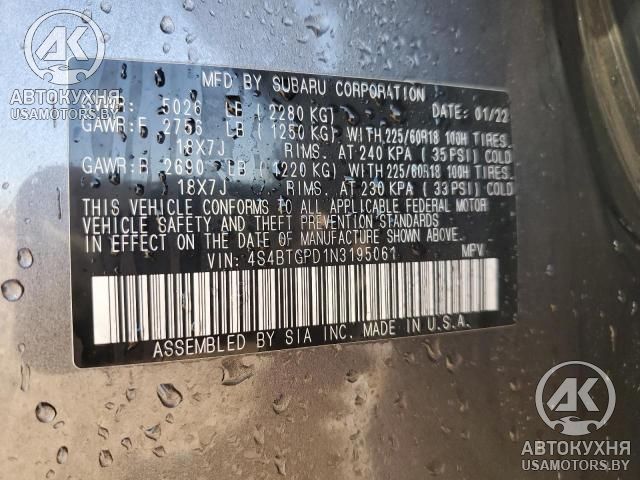 AK
АВТОКУХНЯ
USAMOTORS.BY
MFD BY SUBARU CORPORATION
GVWR: 5026 LB (2280 KG) DATE: 01/22
GAWR:F 2756 LB (1250 KG) WITH 225/60R18 100H TIRES.
18X7J RIMS. AT 240 KPA (35 PSI) COLD
GAWR:R 2690 LB (1220 KG) WITH 225/60R18 100H TIRES.
18X7J RIMS. AT 230 KPA (33 PSI) COLD
THIS VEHICLE CONFORMS TO ALL APPLICABLE FEDERAL MOTOR
VEHICLE SAFETY AND THEFT PREVENTION STANDARDS
IN EFFECT ON THE DATE OF MANUFACTURE SHOWN ABOVE.
VIN: 4S4BTGPD1N3195061 MPV
ASSEMBLED BY SIA INC. MADE IN U.S.A.
AK
АВТОКУХНЯ
USAMOTORS.BY